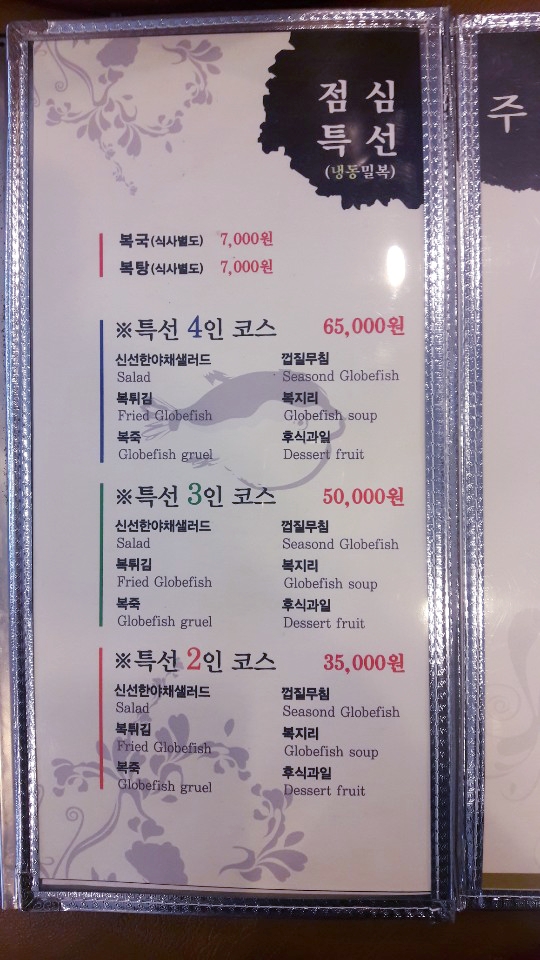 점심
특선
(냉동밀복)
주
복국(식사별도) 7,000원
복탕(식사별도) 7,000원
※특선 4인 코스 65,000원
신선한야채샐러드 껍질무침
Salad Seasond Globefish
복튀김 복지리
Fried Globefish Globefish soup
복죽 후식과일
Globefish gruel Dessert fruit
※특선 3인 코스 50,000원
신선한야채샐러드 껍질무침
Salad Seasond Globefish
복튀김 복지리
Fried Globefish Globefish soup
복죽 후식과일
Globefish gruel Dessert fruit
※특선 2인 코스 35,000원
신선한야채샐러드 껍질무침
Salad Seasond Globefish
복튀김 복지리
Fried Globefish Globefish soup
복죽 후식과일
Globefish gruel Dessert fruit